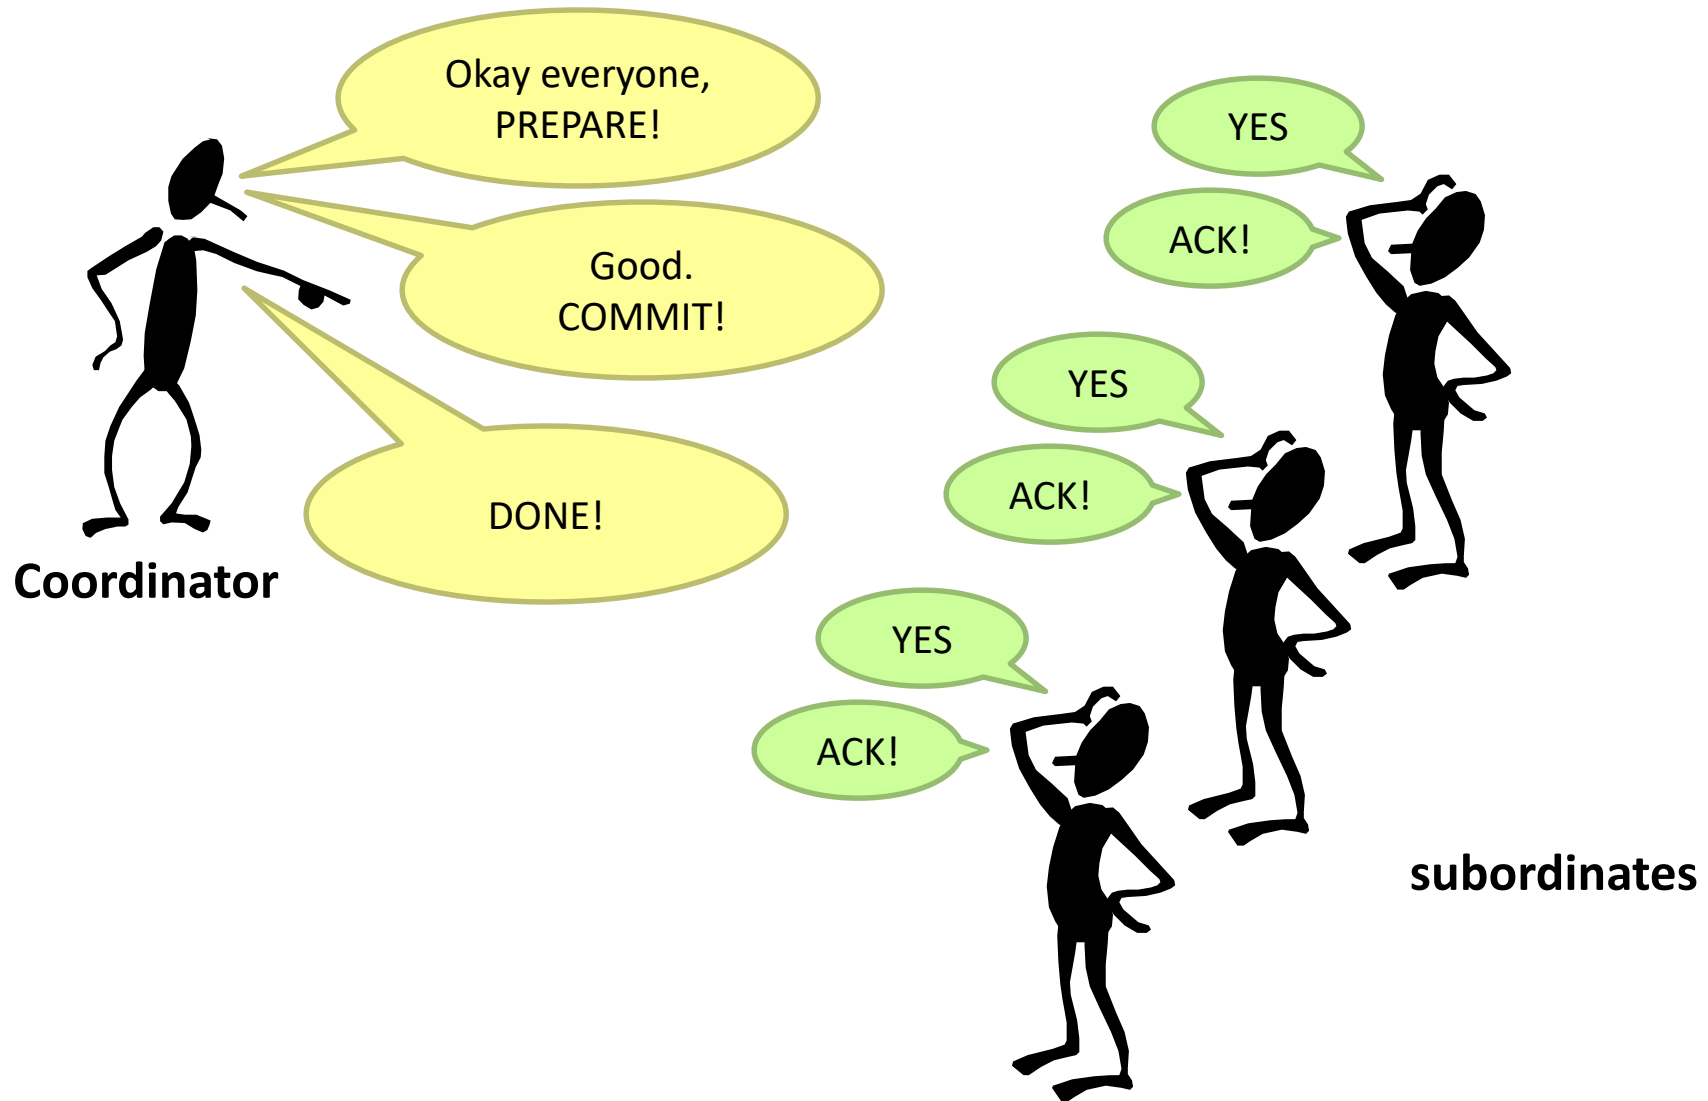 Okay everyone,
PREPARE!
Good.
COMMIT!
DONE!
Coordinator
YES
ACK!
YES
ACK!
YES
ACK!
subordinates